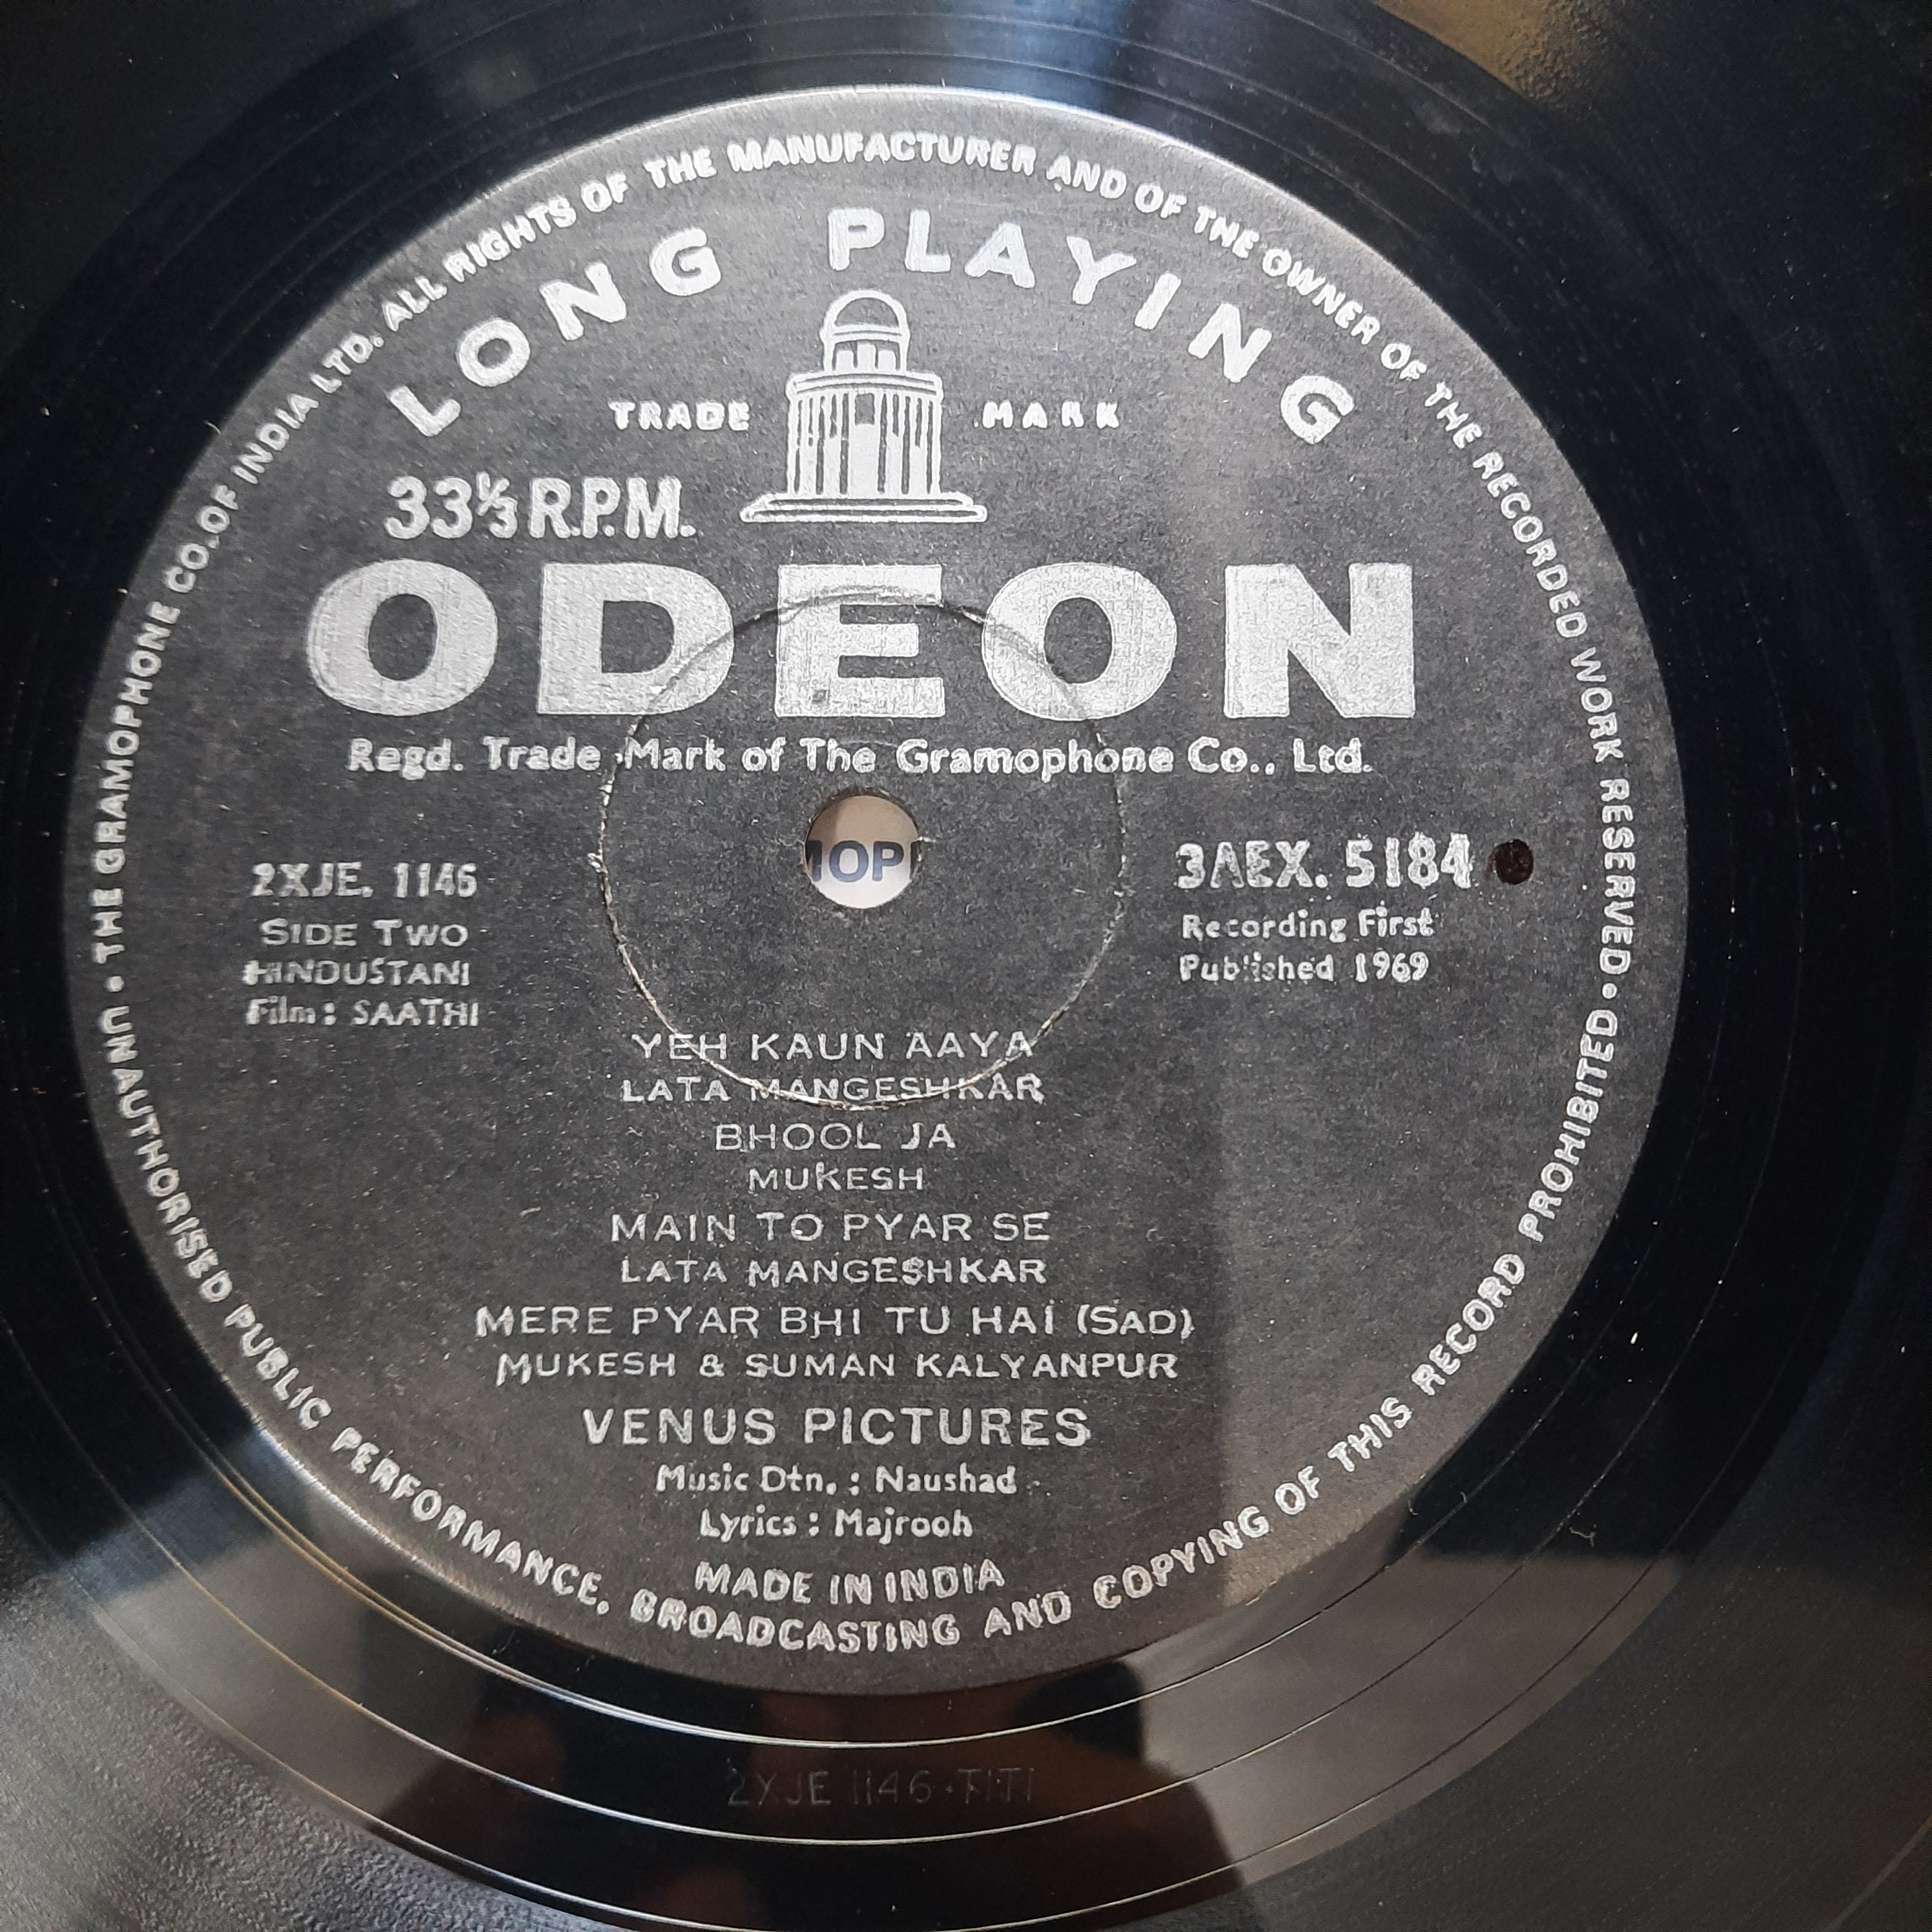 THE GRAMOPHONE CO. OF INDIA LTD. ALL RIGHTS OF THE MANUFACTURER AND OF THE OWNER OF THE RECORDED WORK RESERVED •
UNAUTHORISED PUBLIC PERFORMANCE, BROADCASTING AND COPYING OF THIS RECORD PROHIBITED •
LONG PLAYING
TRADE MARK
33⅓ R.P.M.
ODEON
Regd. Trade Mark of The Gramophone Co., Ltd.
2XJE. 1146
SIDE TWO
HINDUSTANI
Film : SAATHI
3AEX. 5184
Recording First
Published 1969
YEH KAUN AAYA
LATA MANGESHKAR
BHOOL JA
MUKESH
MAIN TO PYAR SE
LATA MANGESHKAR
MERE PYAR BHI TU HAI (SAD)
MUKESH & SUMAN KALYANPUR
VENUS PICTURES
Music Dtn. : Naushad
Lyrics : Majrooh
MADE IN INDIA
2XJE 1146